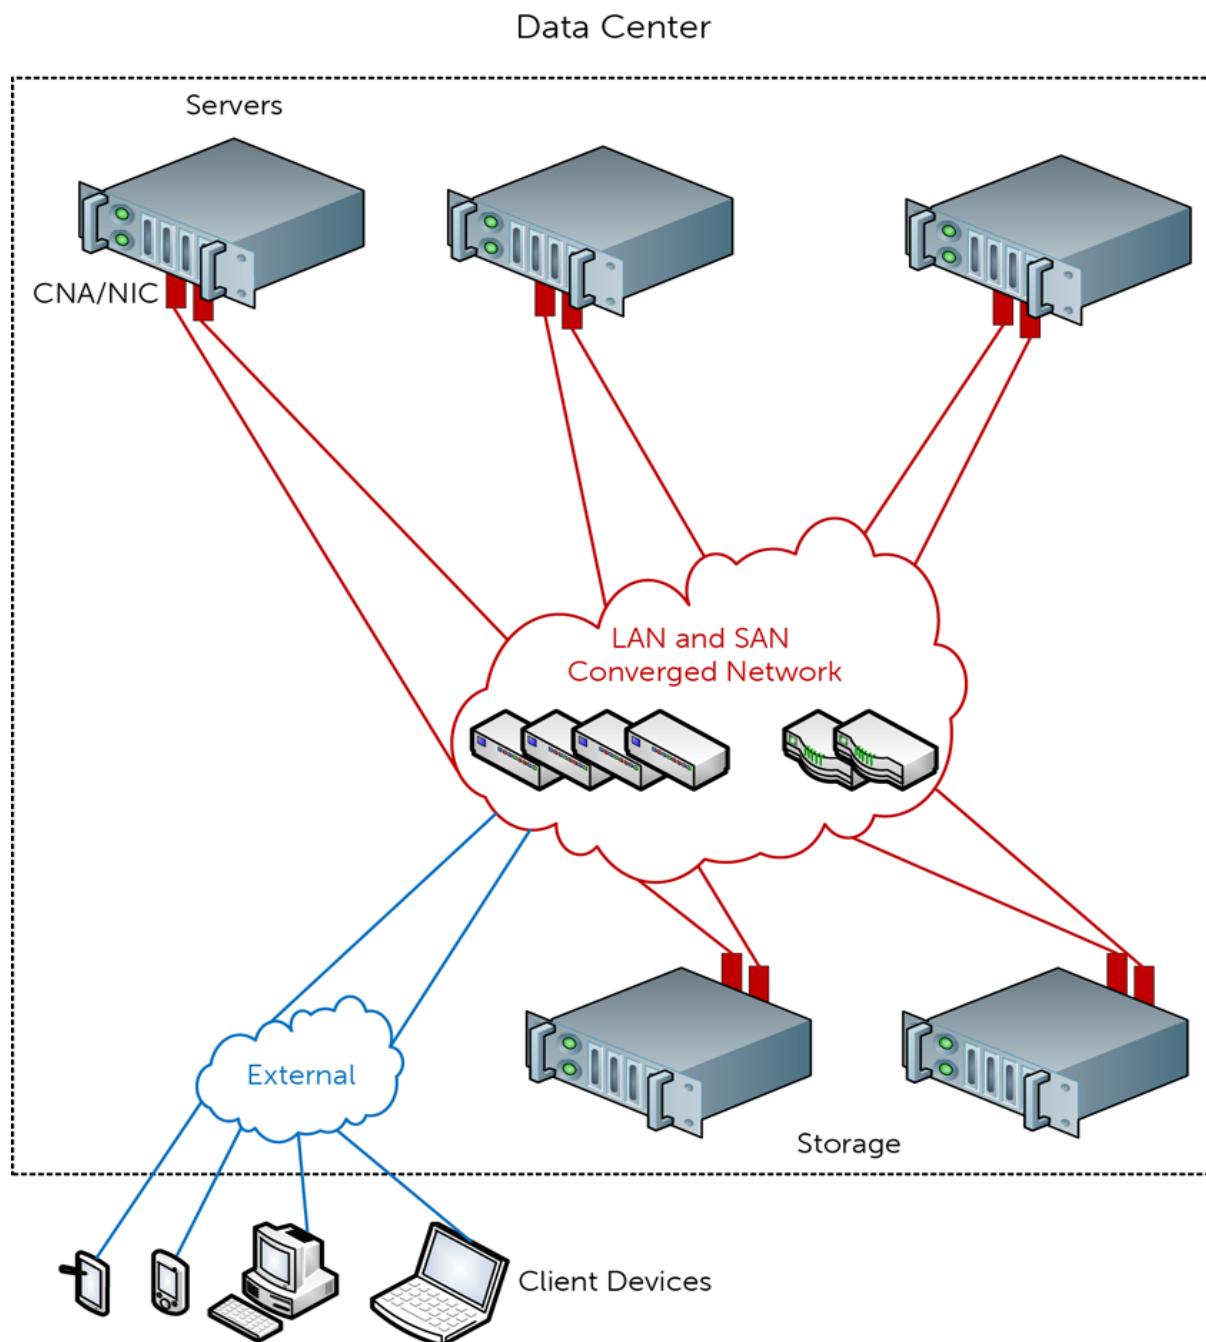 Data Center
Servers
CNA/NIC
LAN and SAN
Converged Network
External
Storage
Client Devices